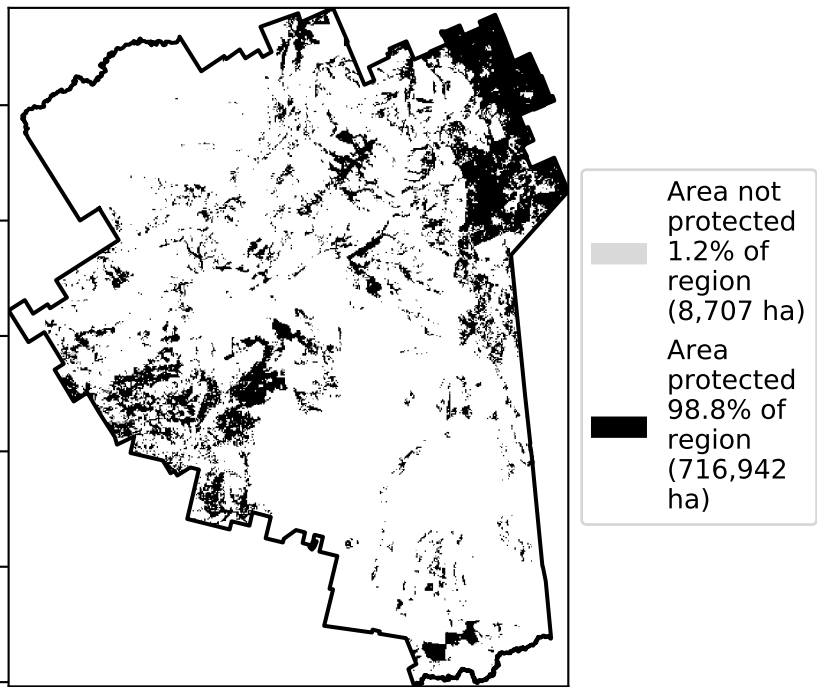 Area not
protected
1.2% of
region
(8,707 ha)
Area
protected
98.8% of
region
(716,942
ha)